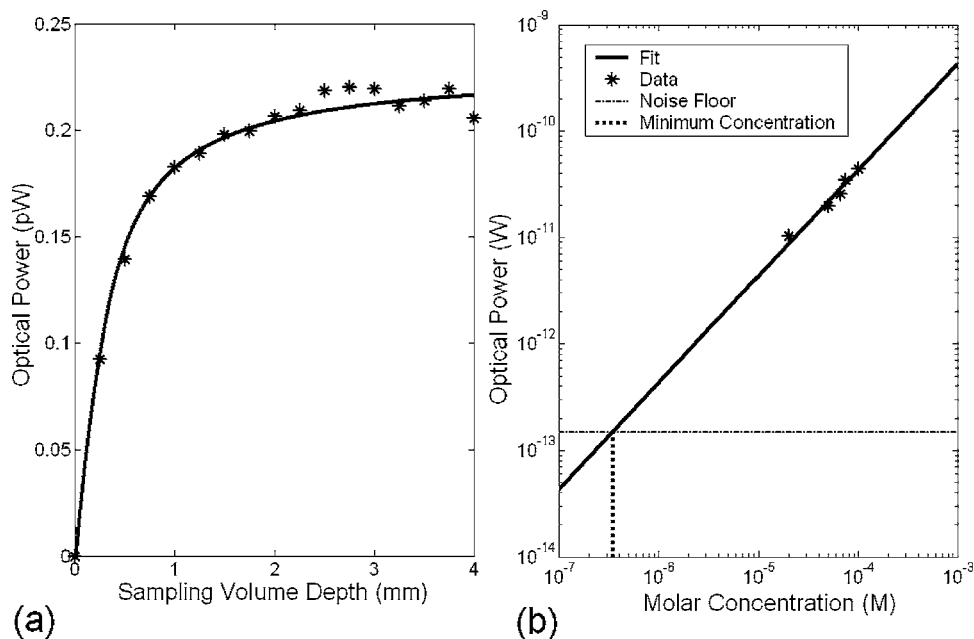 0.25
0.2
0.15
0.1
0.05
0
0 1 2 3 4
Optical Power (pW)
Sampling Volume Depth (mm)
(a)
10^-9
10^-10
10^-11
10^-12
10^-13
10^-14
10^-7 10^-6 10^-5 10^-4 10^-3
Optical Power (W)
Molar Concentration (M)
Fit
Data
Noise Floor
Minimum Concentration
(b)